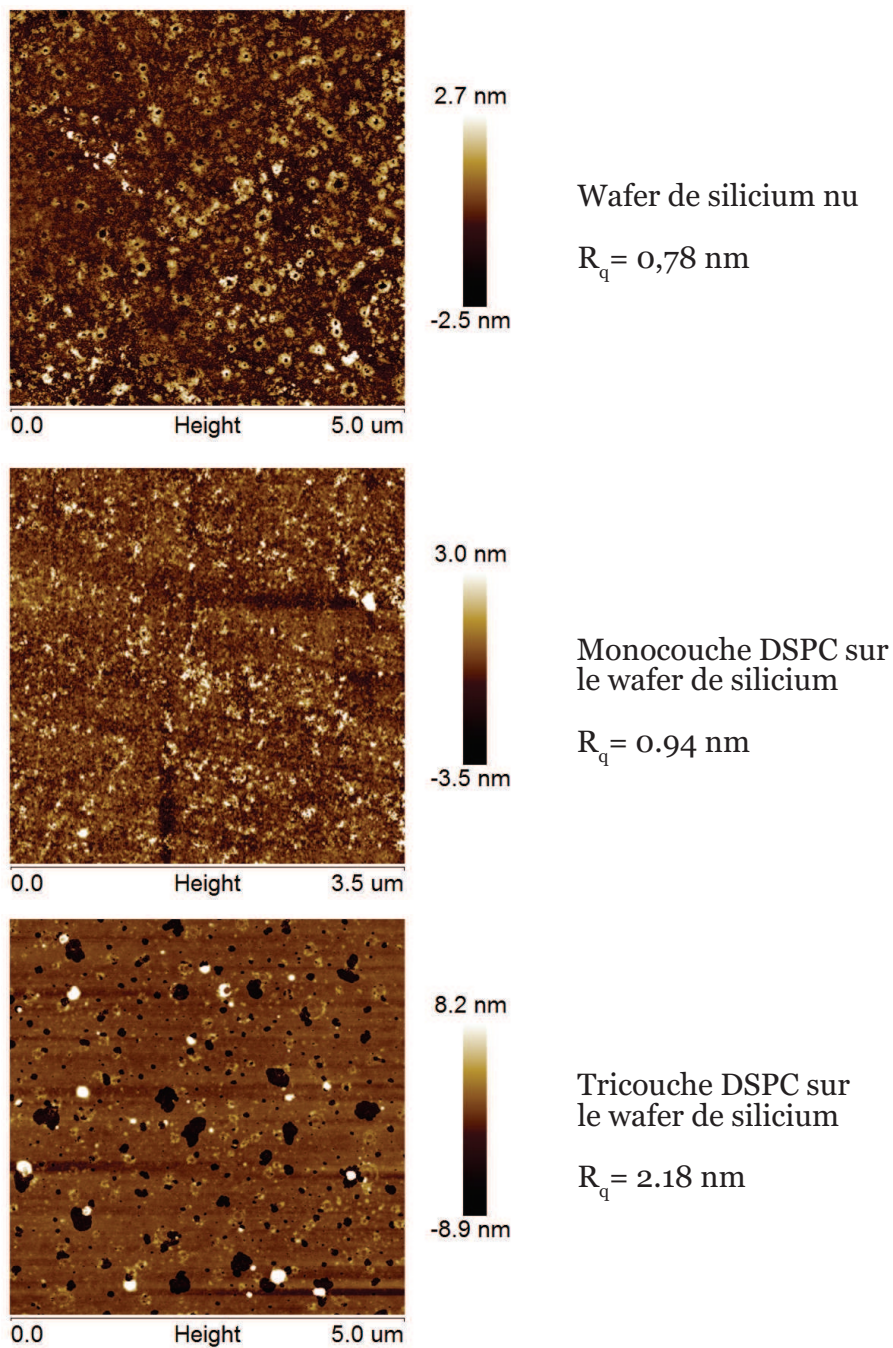 2.7 nm
-2.5 nm
Wafer de silicium nu
Rq= 0,78 nm
0.0 Height 5.0 um
3.0 nm
-3.5 nm
Monocouche DSPC sur
le wafer de silicium
Rq= 0.94 nm
0.0 Height 3.5 um
8.2 nm
-8.9 nm
Tricouche DSPC sur
le wafer de silicium
Rq= 2.18 nm
0.0 Height 5.0 um